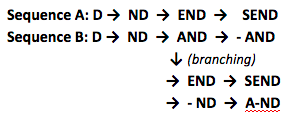 Sequence A: D → ND → END → SEND
Sequence B: D → ND → AND → - AND
↓ (branching)
→ END → SEND
→ - ND → A-ND